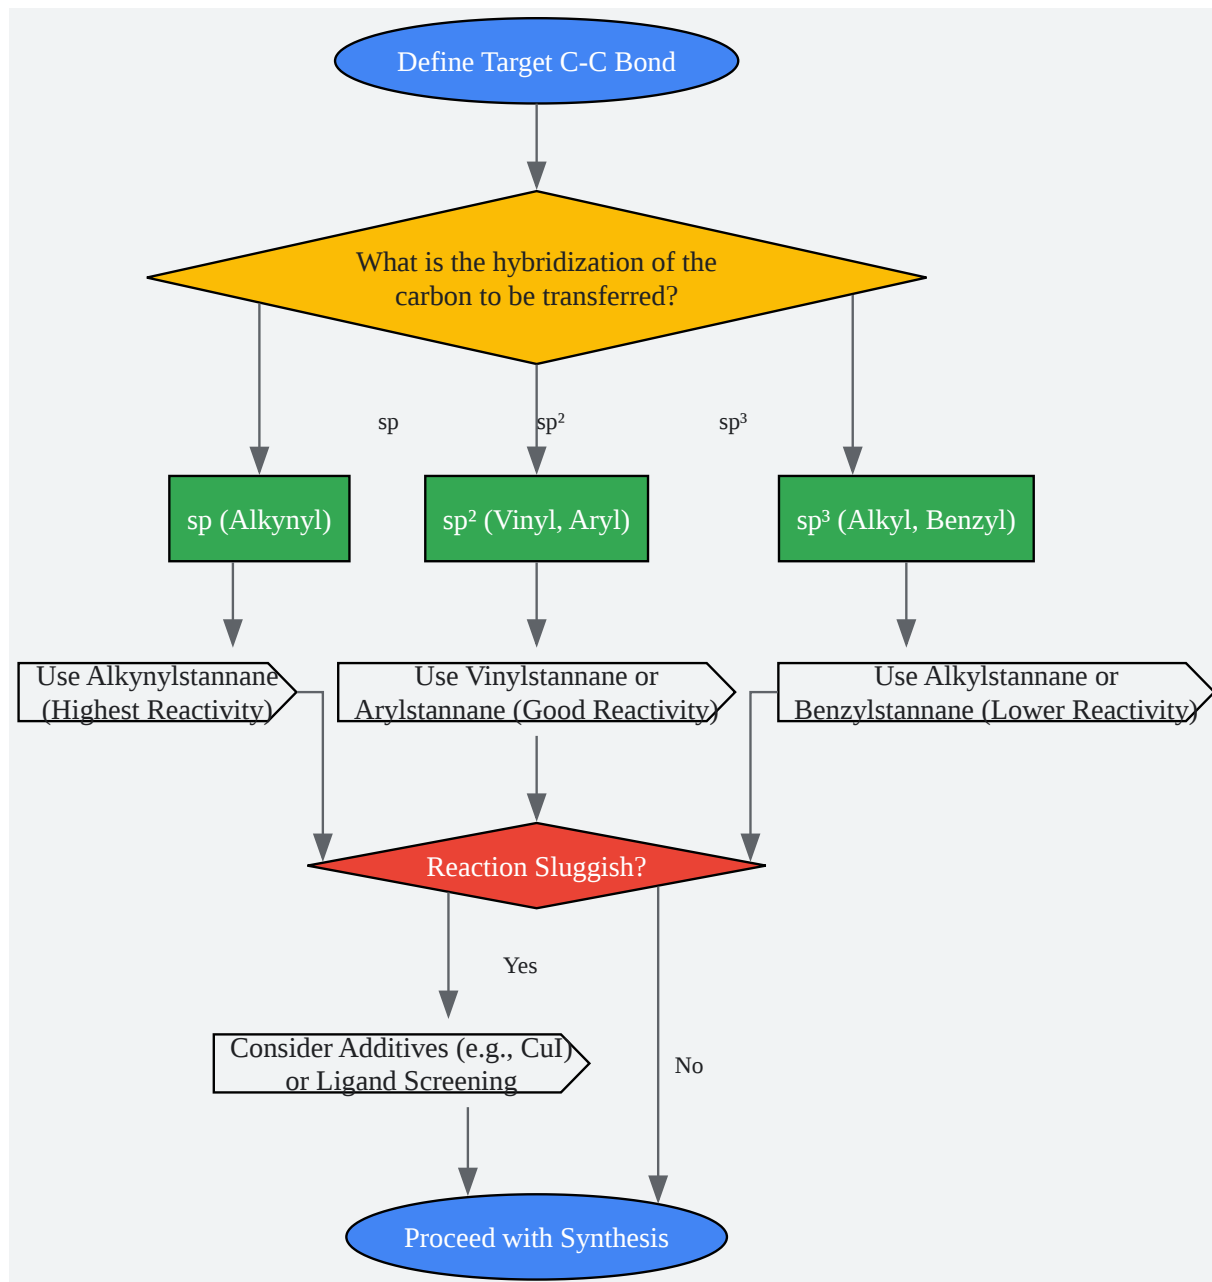 Define Target C-C Bond
What is the hybridization of the
carbon to be transferred?
sp
sp²
sp³
sp (Alkynyl)
sp² (Vinyl, Aryl)
sp³ (Alkyl, Benzyl)
Use Alkynylstannane
(Highest Reactivity)
Use Vinylstannane or
Arylstannane (Good Reactivity)
Use Alkylstannane or
Benzylstannane (Lower Reactivity)
Reaction Sluggish?
Yes
Consider Additives (e.g., CuI)
or Ligand Screening
No
Proceed with Synthesis